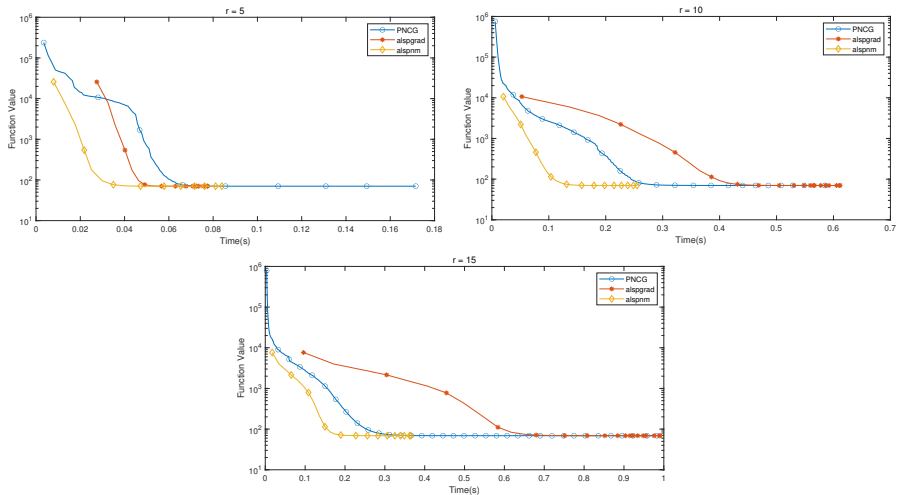 r = 5
10^6
10^5
10^4
10^3
10^2
10^1
Function Value
0 0.02 0.04 0.06 0.08 0.1 0.12 0.14 0.16 0.18
Time(s)
PNCG
alspgrad
alspnm
r = 10
10^6
10^5
10^4
10^3
10^2
10^1
Function Value
0 0.1 0.2 0.3 0.4 0.5 0.6 0.7
Time(s)
PNCG
alspgrad
alspnm
r = 15
10^6
10^5
10^4
10^3
10^2
10^1
Function Value
0 0.1 0.2 0.3 0.4 0.5 0.6 0.7 0.8 0.9 1
Time(s)
PNCG
alspgrad
alspnm